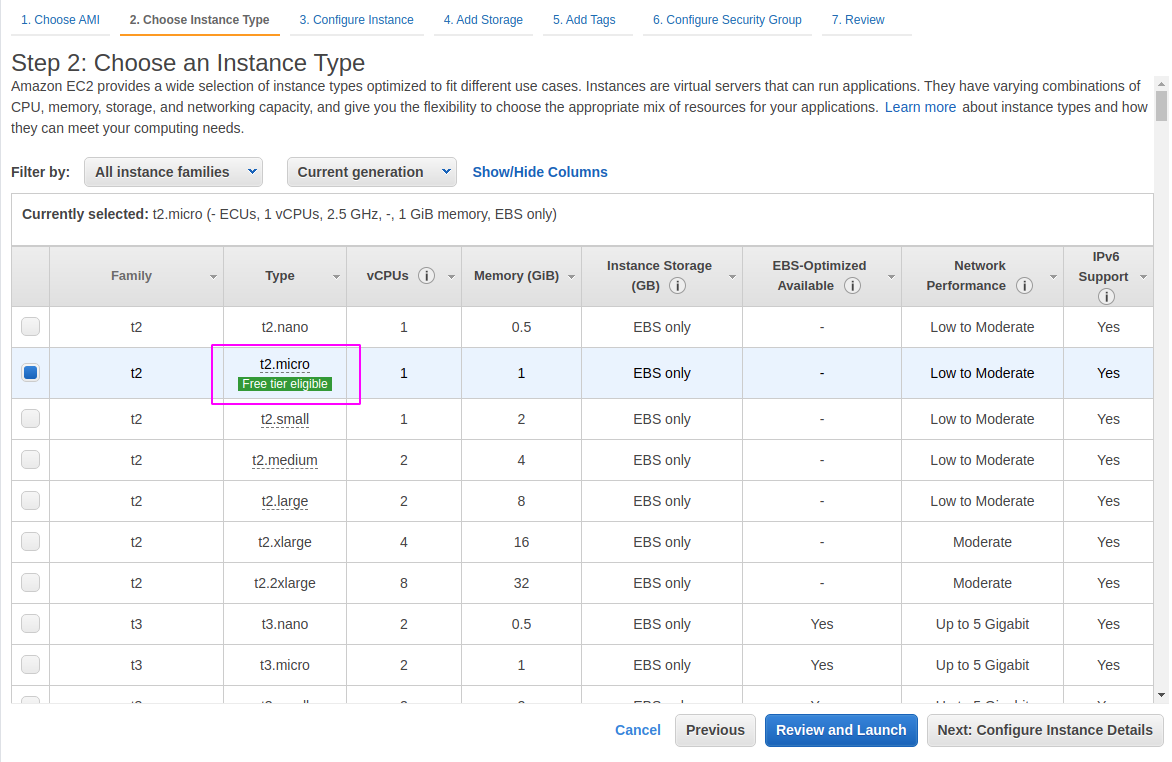 1. Choose AMI 2. Choose Instance Type 3. Configure Instance 4. Add Storage 5. Add Tags 6. Configure Security Group 7. Review
Step 2: Choose an Instance Type
Amazon EC2 provides a wide selection of instance types optimized to fit different use cases. Instances are virtual servers that can run applications. They have varying combinations of
CPU, memory, storage, and networking capacity, and give you the flexibility to choose the appropriate mix of resources for your applications. Learn more about instance types and how
they can meet your computing needs.
Filter by: All instance families Current generation Show/Hide Columns
Currently selected: t2.micro (- ECUs, 1 vCPUs, 2.5 GHz, -, 1 GiB memory, EBS only)
Family Type vCPUs i Memory (GiB) Instance Storage (GB) i EBS-Optimized Available i Network Performance i IPv6 Support i
t2 t2.nano 1 0.5 EBS only - Low to Moderate Yes
t2 t2.micro Free tier eligible 1 1 EBS only - Low to Moderate Yes
t2 t2.small 1 2 EBS only - Low to Moderate Yes
t2 t2.medium 2 4 EBS only - Low to Moderate Yes
t2 t2.large 2 8 EBS only - Low to Moderate Yes
t2 t2.xlarge 4 16 EBS only - Moderate Yes
t2 t2.2xlarge 8 32 EBS only - Moderate Yes
t3 t3.nano 2 0.5 EBS only Yes Up to 5 Gigabit Yes
t3 t3.micro 2 1 EBS only Yes Up to 5 Gigabit Yes
Cancel Previous Review and Launch Next: Configure Instance Details